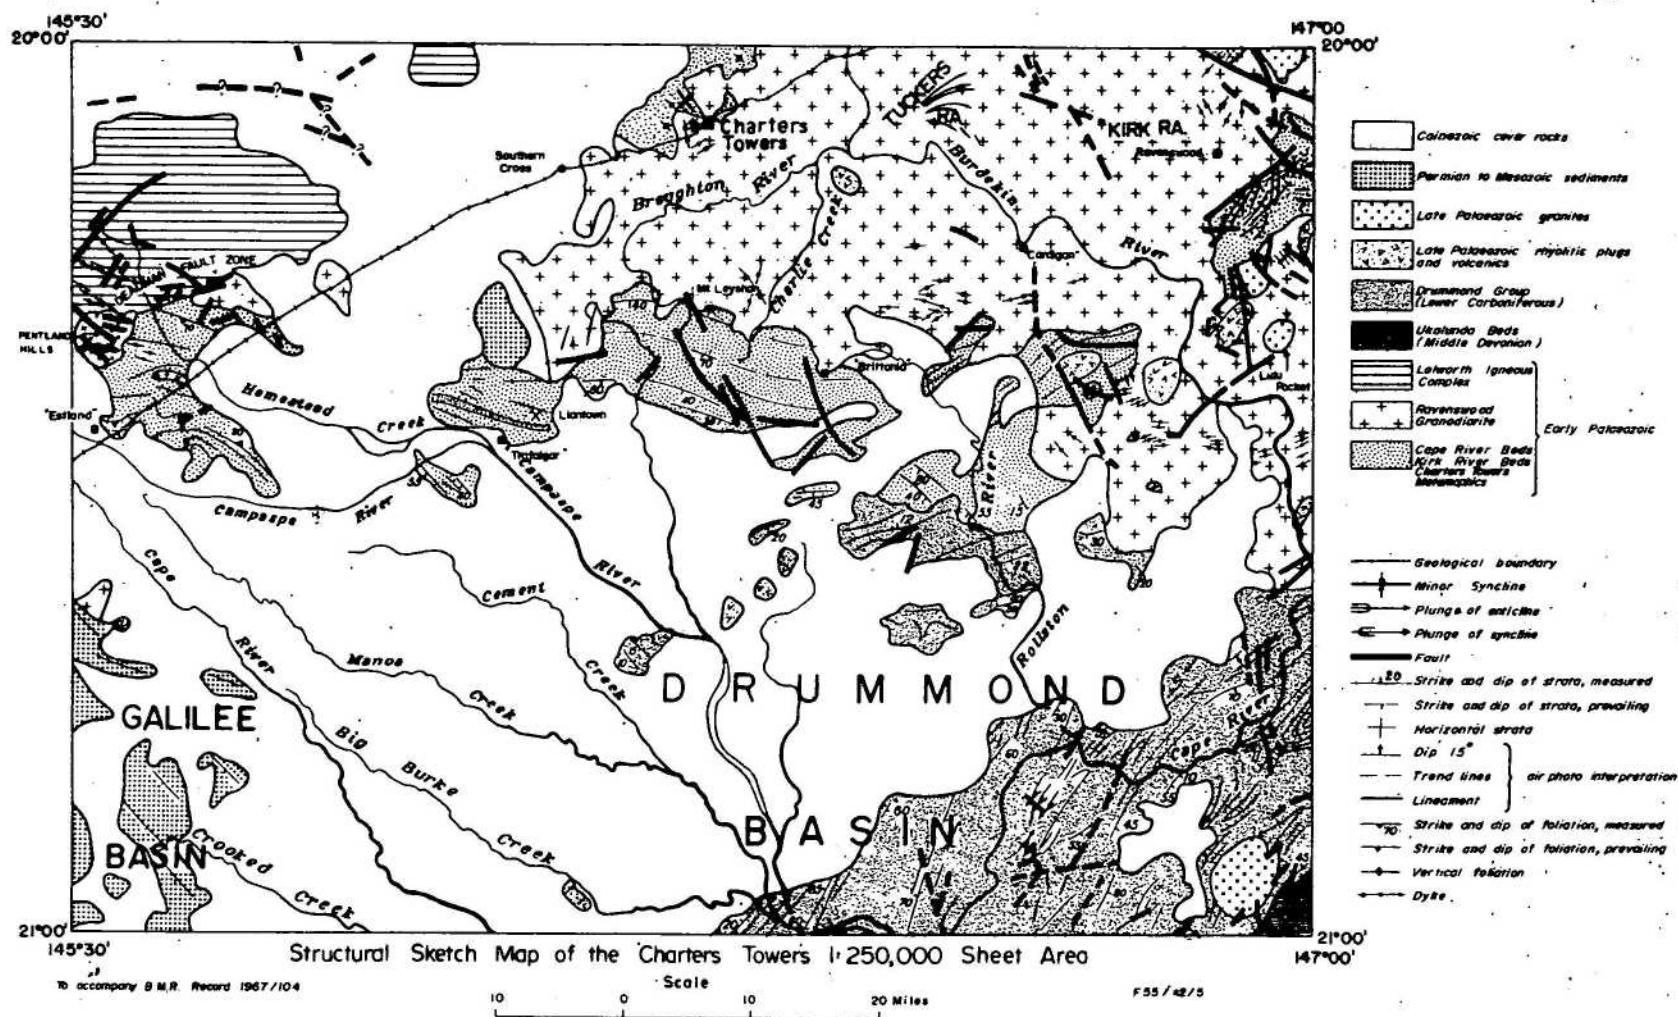 145°30'
20°00'
147°00
20°00'
TUCKERS
RA.
KIRK RA.
Ravenswood
Charters
Towers
Southern
Cross
Broughton River
Burdekin
River
Charlie Creek
"Cardigan"
FAULT ZONE
Mt Leyshon
PENTLAND
HILLS
"Brittania"
Lulu
Pocket
Homestead
Creek
"Eastland"
Liontown
"Trafalgar"
Campaspe
River
Campaspe
River
River
Cape
River
Cement
Creek
Rollston
Manoa
Creek
DRUMMOND
BASIN
GALILEE
BASIN
Big
Burke
Creek
Crooked
Creek
Cape
River
21°00'
145°30'
21°00'
147°00'
Cainozoic cover rocks
Permian to Mesozoic sediments
Late Palaeozoic granites
Late Palaeozoic rhyolitic plugs
and volcanics
Drummond Group
(Lower Carboniferous)
Ukalunda Beds
(Middle Devonian)
Lolworth Igneous
Complex
Ravenswood
Granodiorite
Early Palaeozoic
Cape River Beds
Kirk River Beds
Charters Towers
Metamorphics
Geological boundary
Minor Syncline
Plunge of anticline
Plunge of syncline
Fault
20 Strike and dip of strata, measured
Strike and dip of strata, prevailing
Horizontal strata
Dip 15°
Trend lines
air photo interpretation
Lineament
70 Strike and dip of foliation, measured
Strike and dip of foliation, prevailing
Vertical foliation
Dyke
Structural Sketch Map of the Charters Towers 1:250,000 Sheet Area
To accompany B.M.R. Record 1967/104
Scale
F55/A2/5
10 0 10 20 Miles